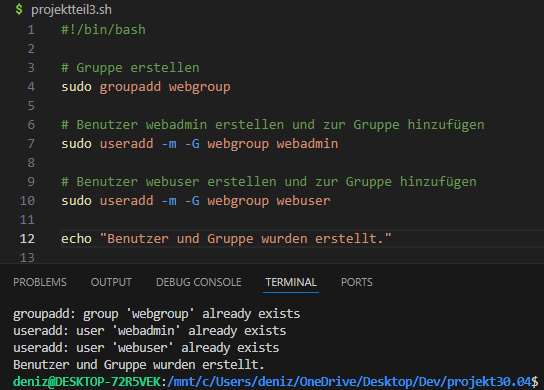 $ projektteil3.sh
1 #!/bin/bash
2
3 # Gruppe erstellen
4 sudo groupadd webgroup
5
6 # Benutzer webadmin erstellen und zur Gruppe hinzufügen
7 sudo useradd -m -G webgroup webadmin
8
9 # Benutzer webuser erstellen und zur Gruppe hinzufügen
10 sudo useradd -m -G webgroup webuser
11
12 echo "Benutzer und Gruppe wurden erstellt."
13
PROBLEMS OUTPUT DEBUG CONSOLE TERMINAL PORTS
groupadd: group 'webgroup' already exists
useradd: user 'webadmin' already exists
useradd: user 'webuser' already exists
Benutzer und Gruppe wurden erstellt.
deniz@DESKTOP-72R5VEK:/mnt/c/Users/deniz/OneDrive/Desktop/Dev/projekt30.04$